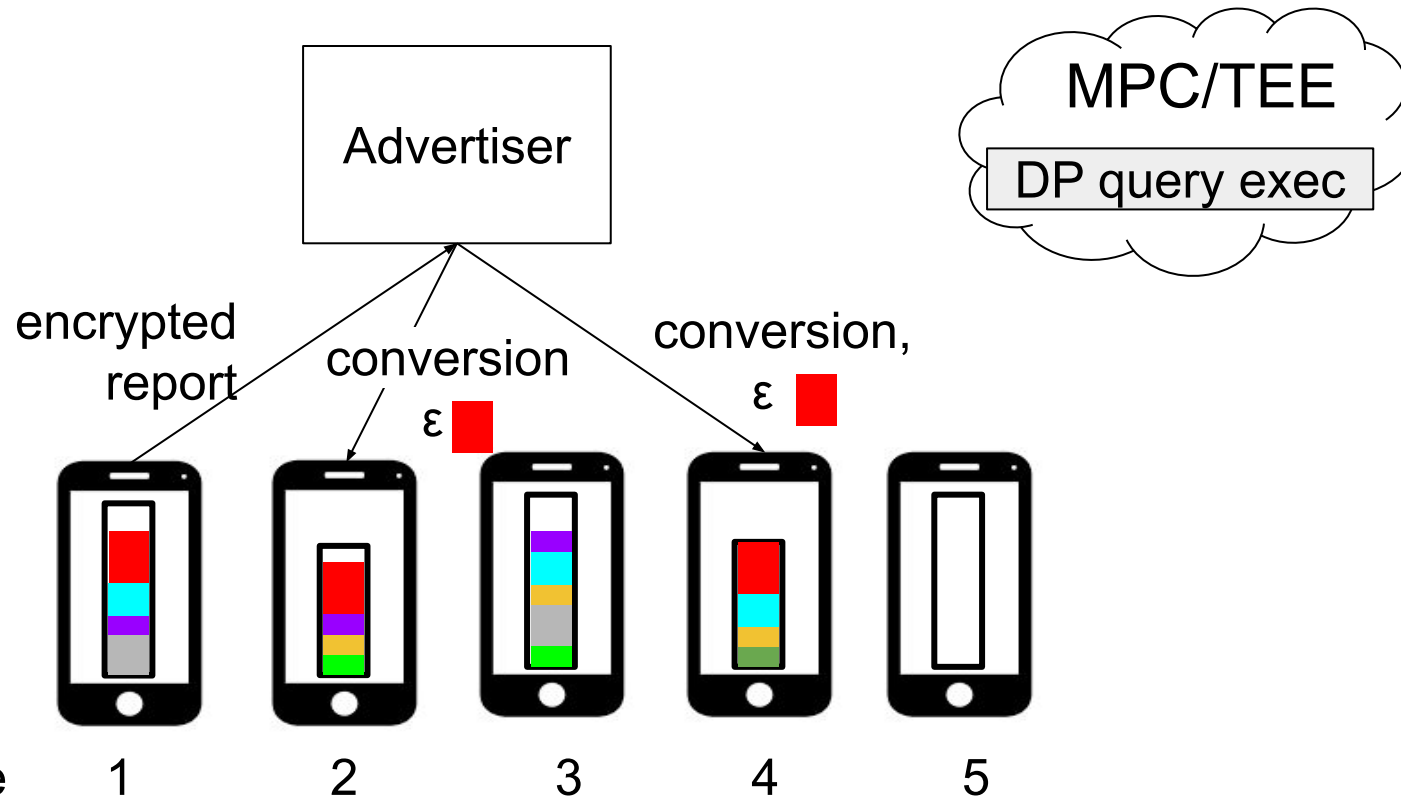 MPC/TEE
Advertiser
DP query exec
encrypted
report
conversion
ε
conversion,
ε
1 2 3 4 5